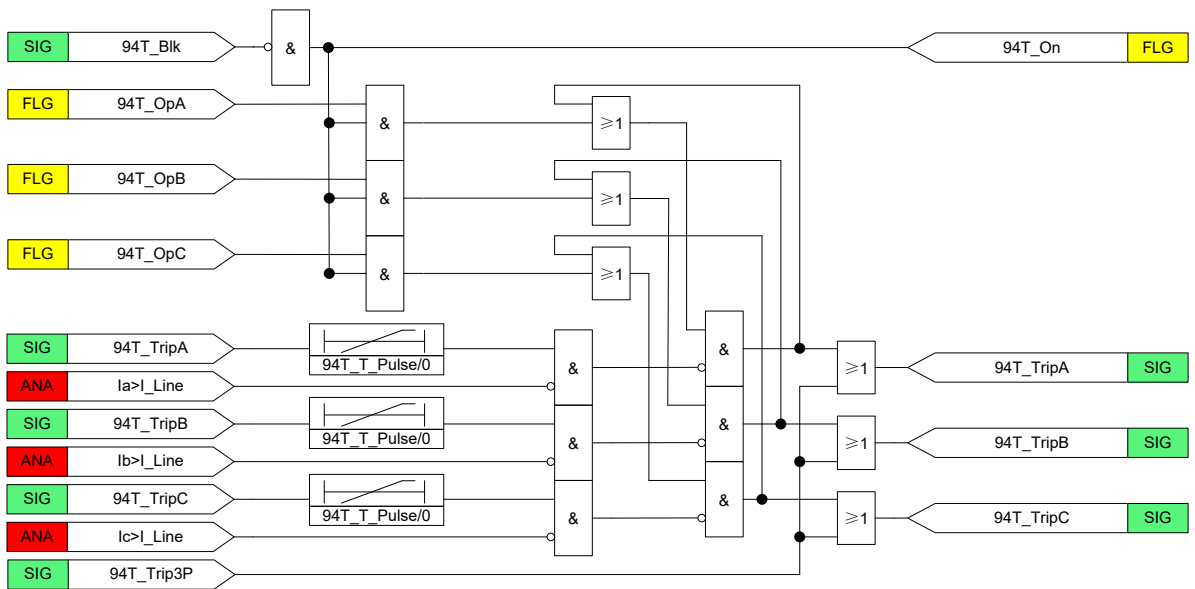 SIG 94T_Blk & 94T_On FLG
FLG 94T_OpA & ≥1
FLG 94T_OpB & ≥1
FLG 94T_OpC & ≥1
SIG 94T_TripA 94T_T_Pulse/0 & & ≥1 94T_TripA SIG
ANA Ia>I_Line
SIG 94T_TripB 94T_T_Pulse/0 & & ≥1 94T_TripB SIG
ANA Ib>I_Line
SIG 94T_TripC 94T_T_Pulse/0 & & ≥1 94T_TripC SIG
ANA Ic>I_Line
SIG 94T_Trip3P